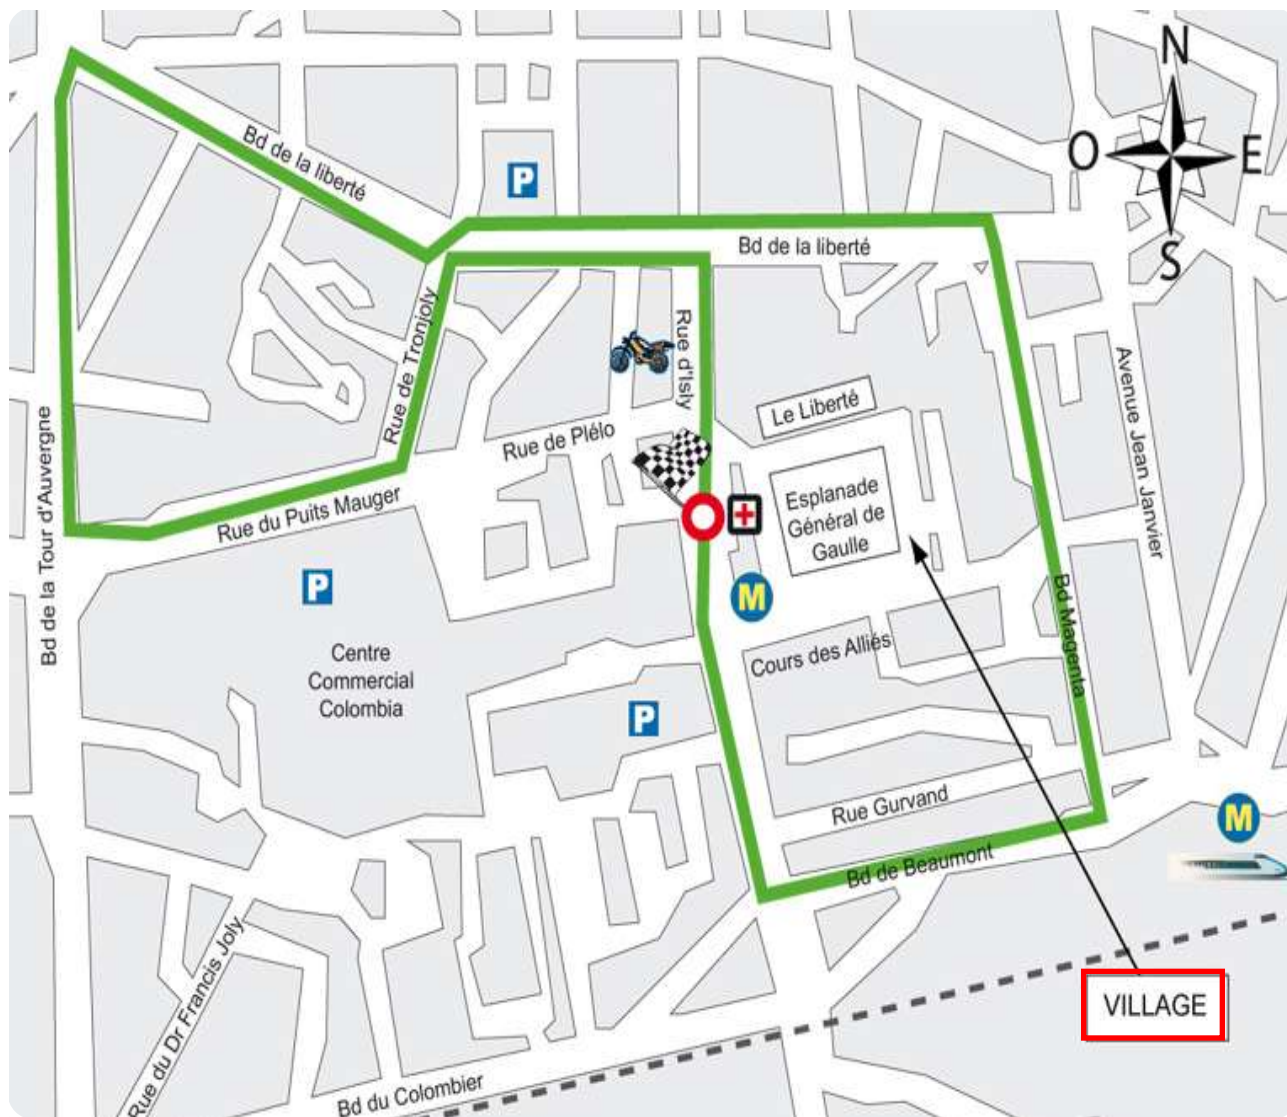 N
O
E
S
P
Bd de la liberté
Bd de la liberté
Rue de Tronjoly
Rue d'Isly
Avenue Jean Janvier
Le Liberté
Rue de Plélo
Bd de la Tour d'Auvergne
Rue du Puits Mauger
Esplanade
Général de
Gaulle
P
M
Bd Magenta
Cours des Alliés
Centre
Commercial
Colombia
P
Rue Gurvand
M
Bd de Beaumont
Rue du Dr Francis Joly
VILLAGE
Bd du Colombier